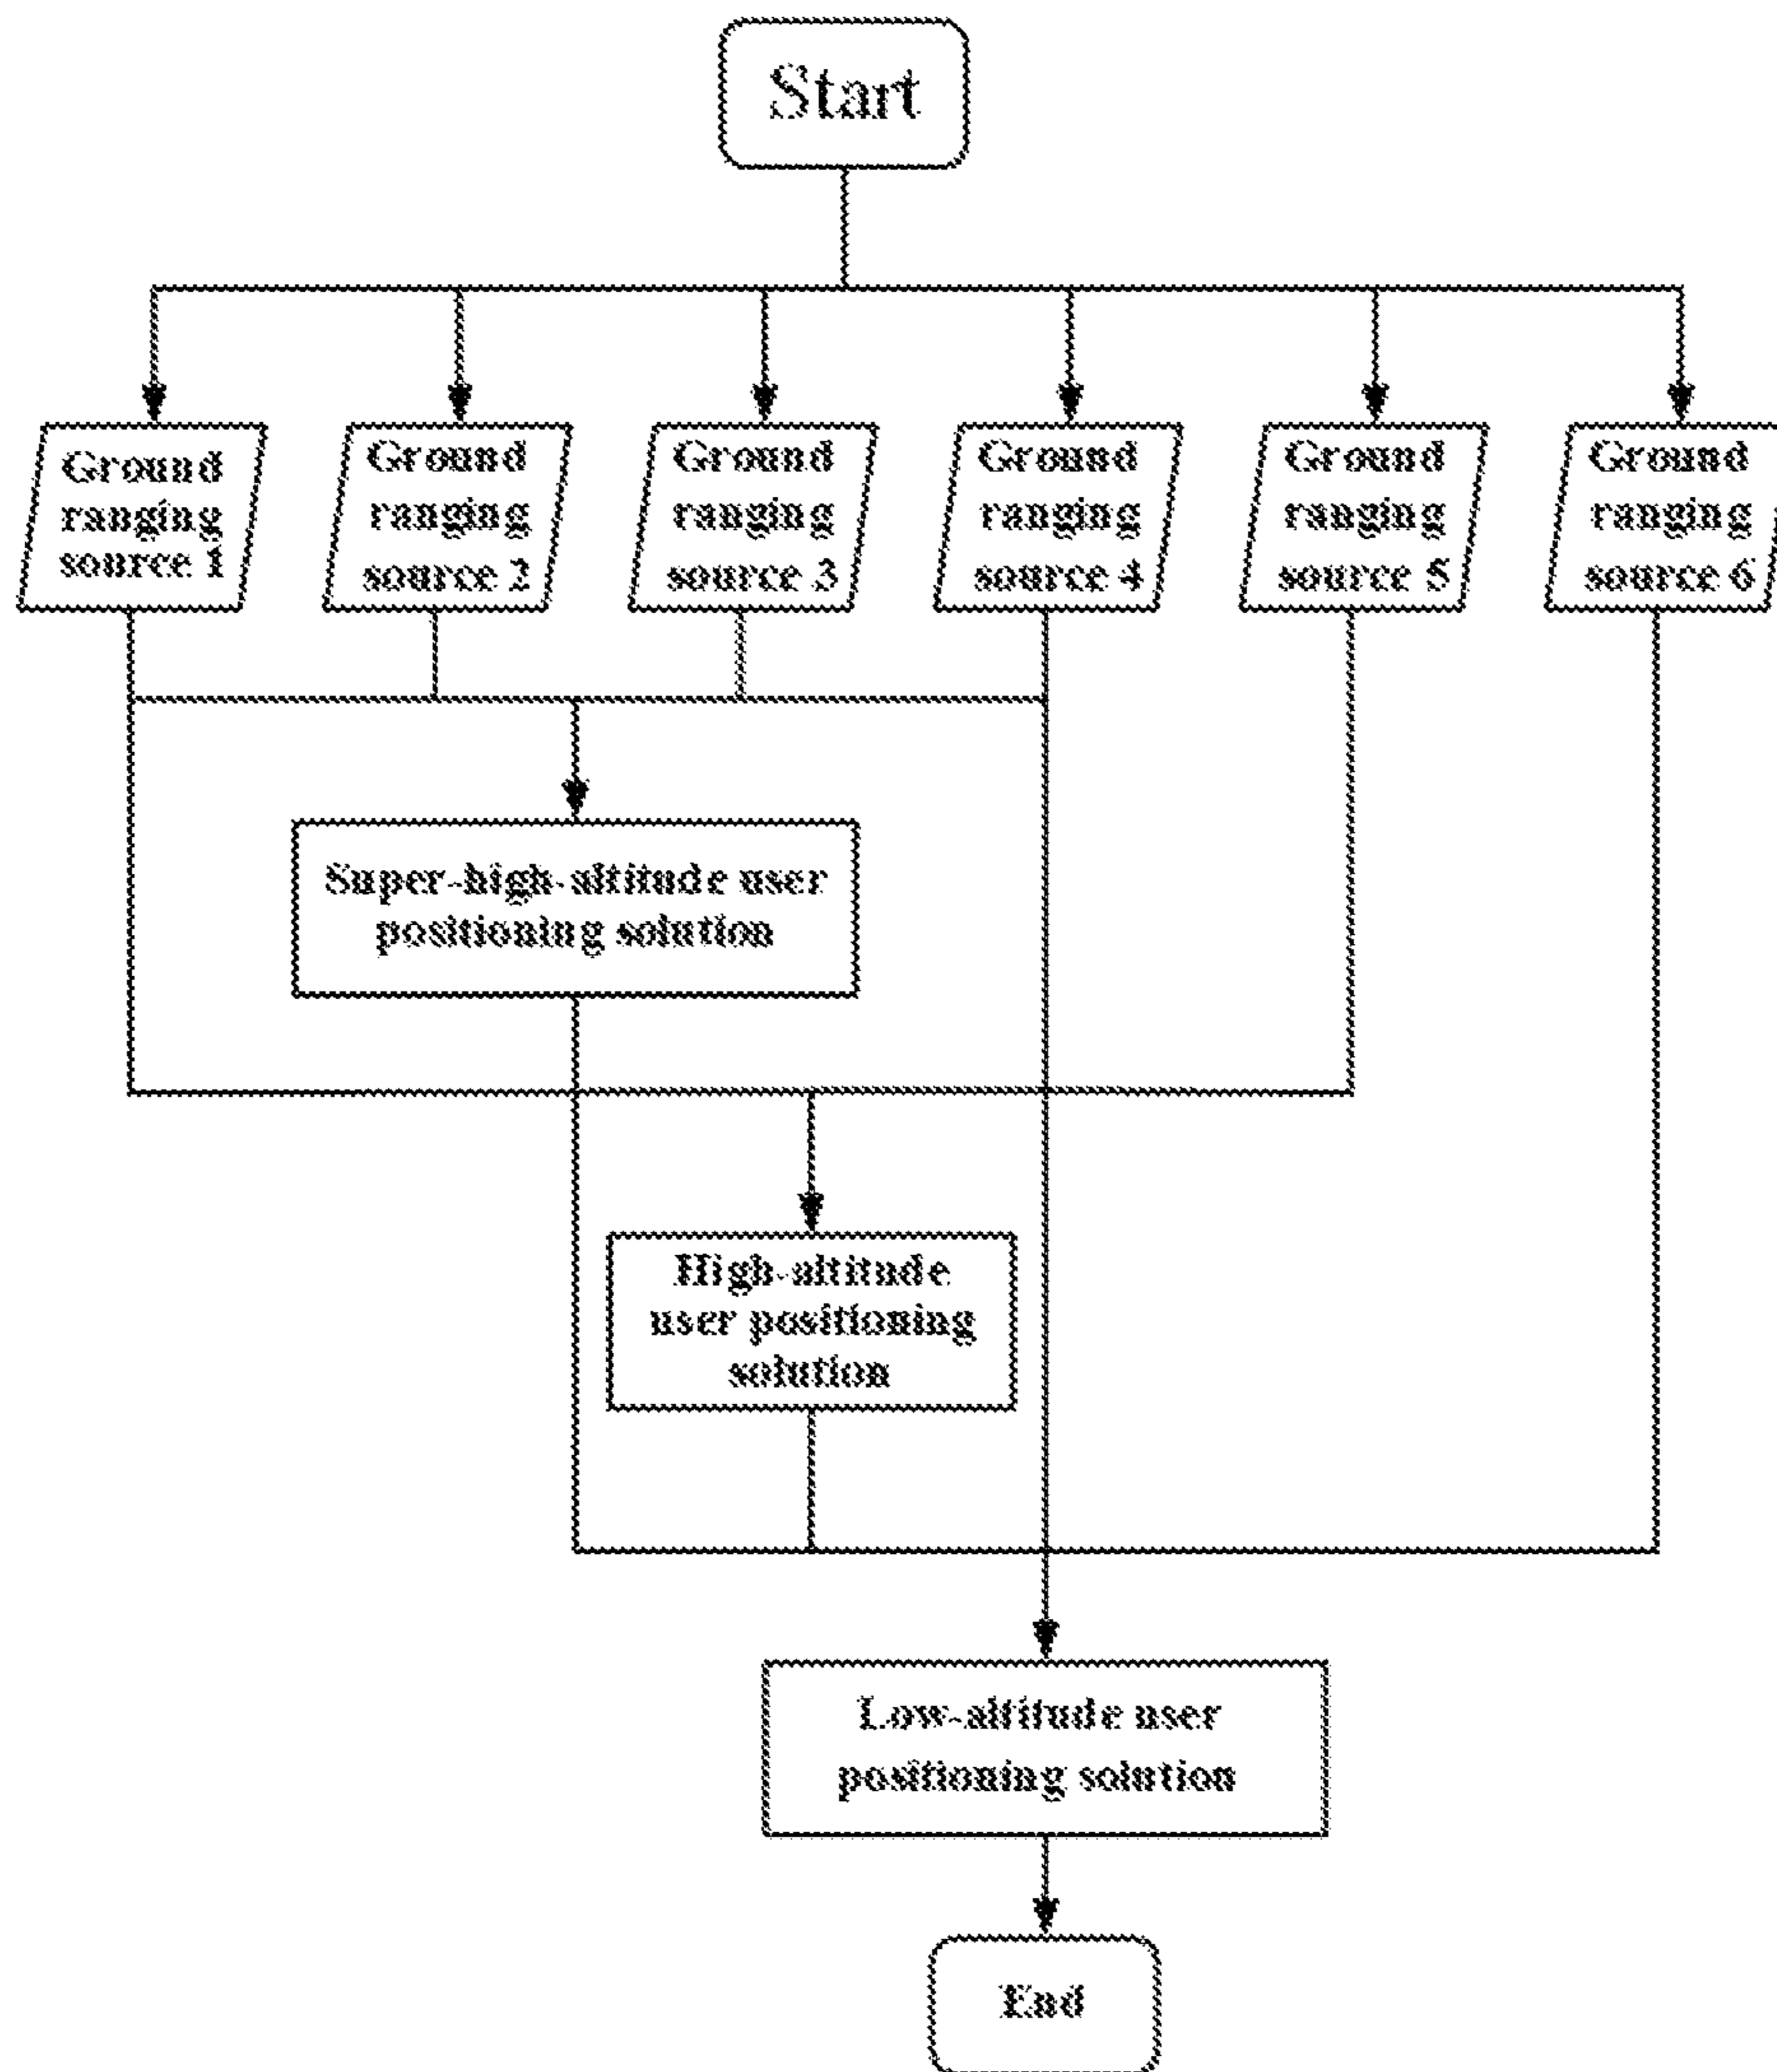 Start
Ground
ranging
source 1
Ground
ranging
source 2
Ground
ranging
source 3
Ground
ranging
source 4
Ground
ranging
source 5
Ground
ranging
source 6
Super-high-altitude user
positioning solution
High-altitude
user positioning
solution
Low-altitude user
positioning solution
End